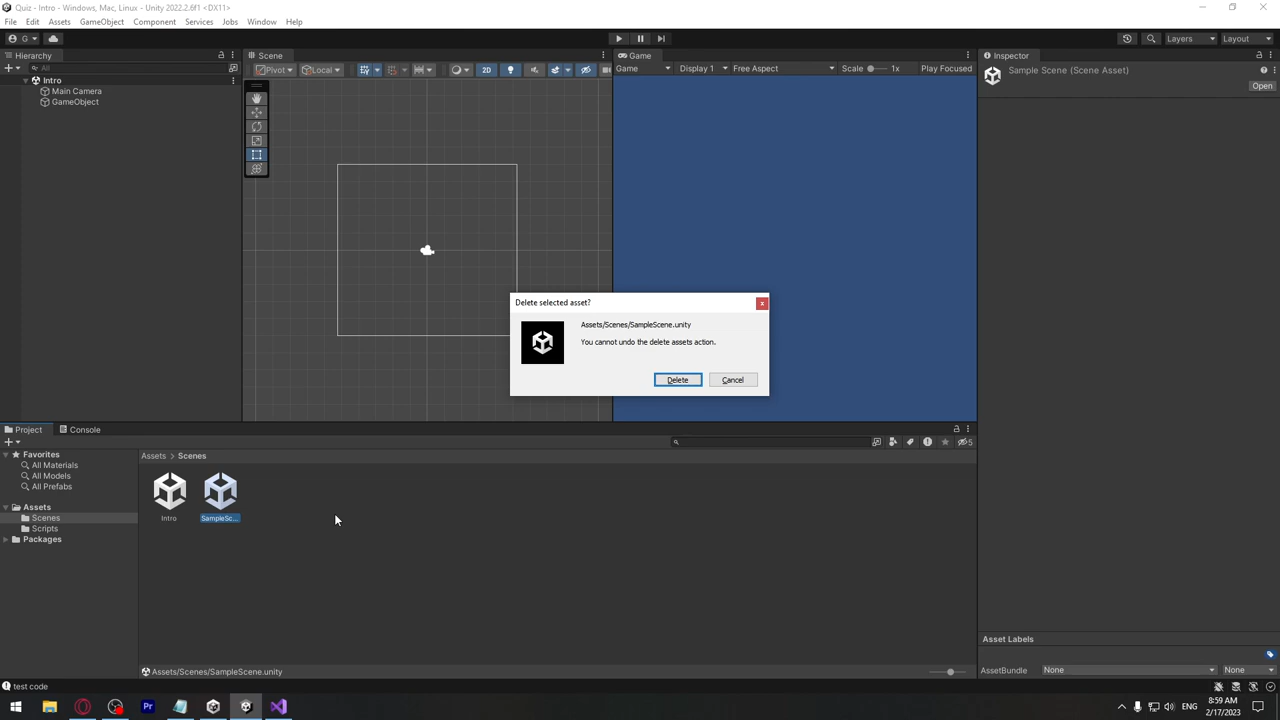 Quiz - Intro - Windows, Mac, Linux - Unity 2022.2.6f1 <DX11>
File Edit Assets GameObject Component Services Jobs Window Help
G
Layers
Layout
Hierarchy
All
Intro
Main Camera
GameObject
Scene
Pivot
Local
2D
Game
Game
Display 1
Free Aspect
Scale
1x
Play Focused
Inspector
Sample Scene (Scene Asset)
Open
Delete selected asset?
Assets/Scenes/SampleScene.unity
You cannot undo the delete assets action.
Delete
Cancel
Project
Console
5
Favorites
All Materials
All Models
All Prefabs
Assets
Scenes
Scripts
Packages
Assets > Scenes
Intro
SampleSc...
Assets/Scenes/SampleScene.unity
Asset Labels
AssetBundle
None
None
test code
ENG
8:59 AM
2/17/2023